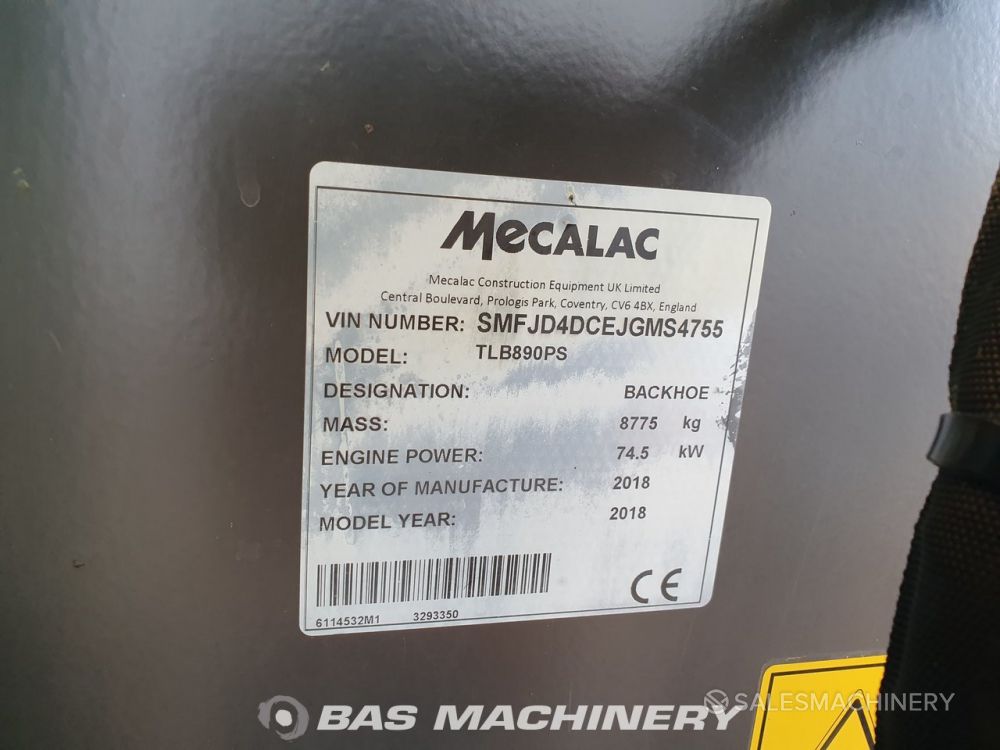 MECALAC
Mecalac Construction Equipment UK Limited
Central Boulevard, Prologis Park, Coventry, CV6 4BX, England
VIN NUMBER: SMFJD4DCEJGMS4755
MODEL: TLB890PS
DESIGNATION: BACKHOE
MASS: 8775 kg
ENGINE POWER: 74.5 kW
YEAR OF MANUFACTURE: 2018
MODEL YEAR: 2018
CE
6114532M1 3293350
SALESMACHINERY
BAS MACHINERY